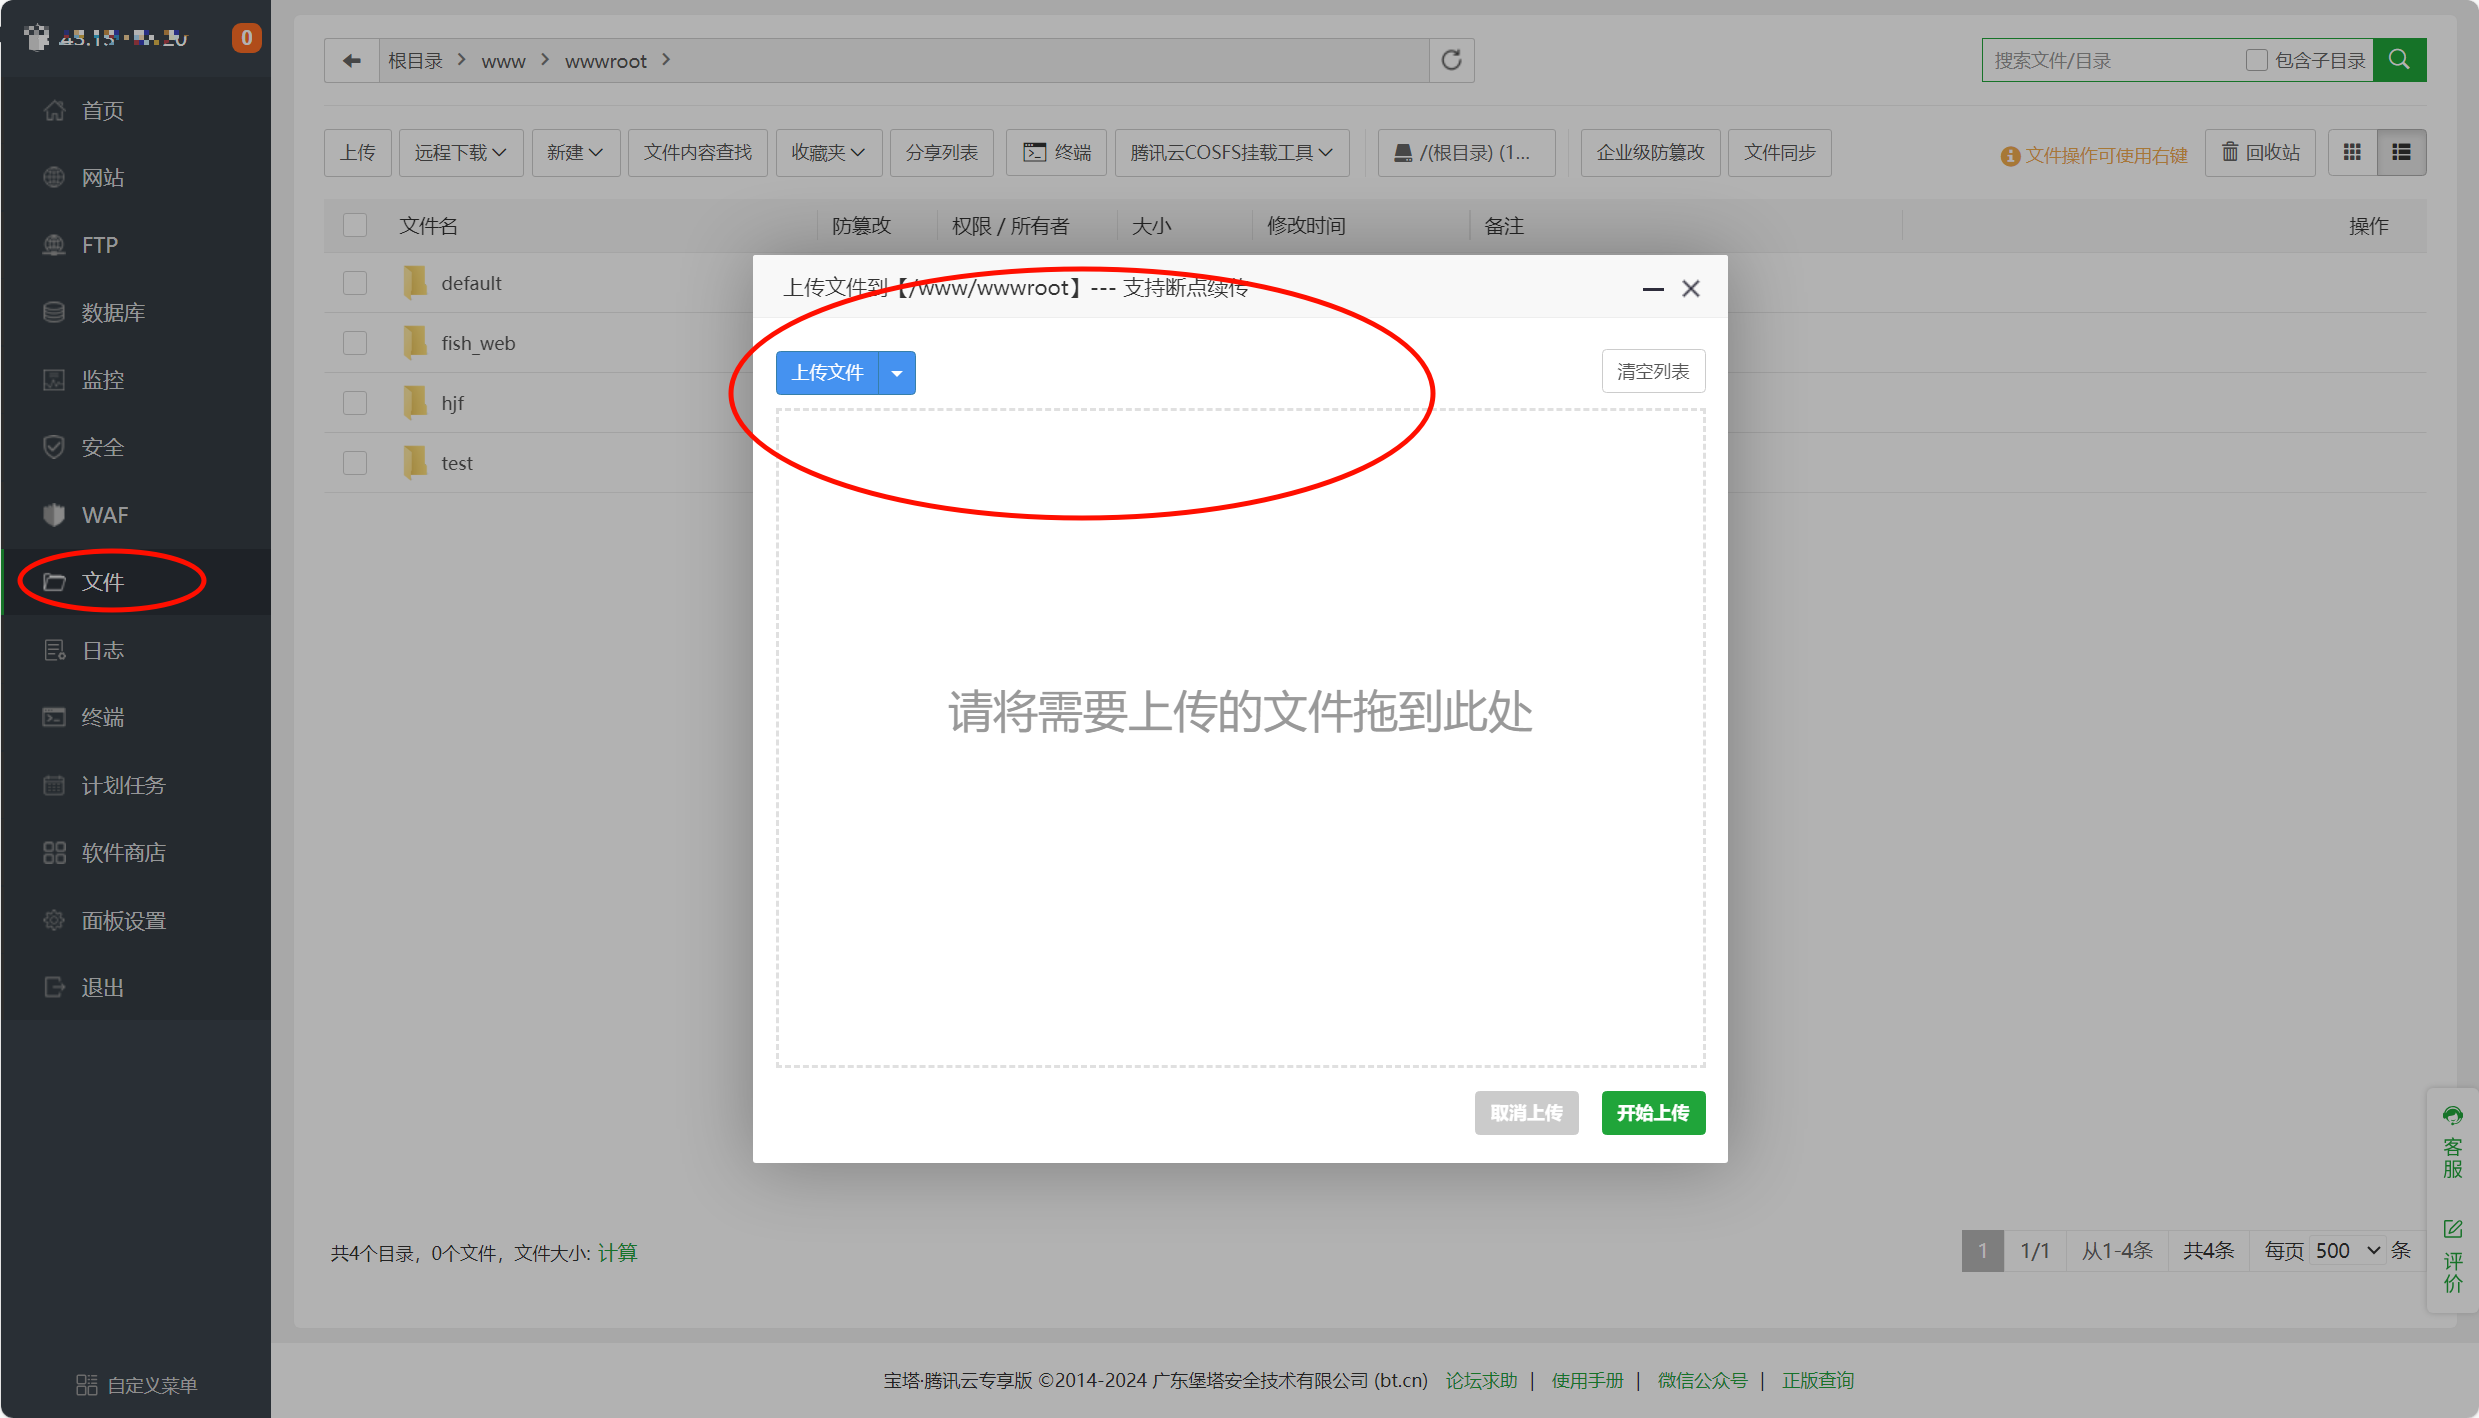 0
首页
网站
FTP
数据库
监控
安全
WAF
文件
日志
终端
计划任务
软件商店
面板设置
退出
自定义菜单
根目录 www wwwroot
搜索文件/目录 包含子目录
上传 远程下载 新建 文件内容查找 收藏夹 分享列表 终端 腾讯云COSFS挂载工具 /(根目录) (1... 企业级防篡改 文件同步 文件操作可使用右键 回收站
文件名 防篡改 权限 / 所有者 大小 修改时间 备注 操作
default
fish_web
hjf
test
上传文件到【/www/wwwroot】--- 支持断点续传
上传文件 清空列表
请将需要上传的文件拖到此处
取消上传 开始上传
共4个目录，0个文件，文件大小: 计算
1 1/1 从1-4条 共4条 每页 500 条
客服
评价
宝塔·腾讯云专享版 ©2014-2024 广东堡塔安全技术有限公司 (bt.cn) 论坛求助 | 使用手册 | 微信公众号 | 正版查询